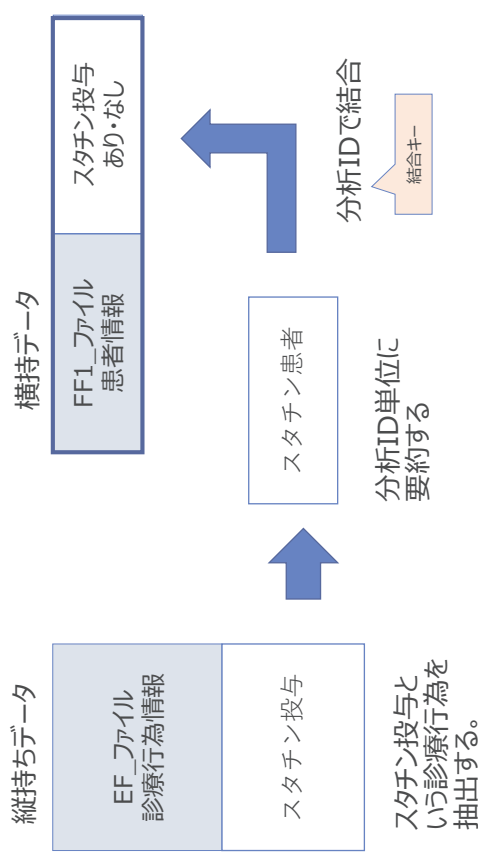 縦持ちデータ
EF_ファイル
診療行為情報
スタチン投与
スタチン投与と
いう診療行為を
抽出する。
スタチン患者
分析ID単位に
要約する
横持データ
FF1_ファイル
患者情報
スタチン投与
あり・なし
分析IDで結合
結合キー